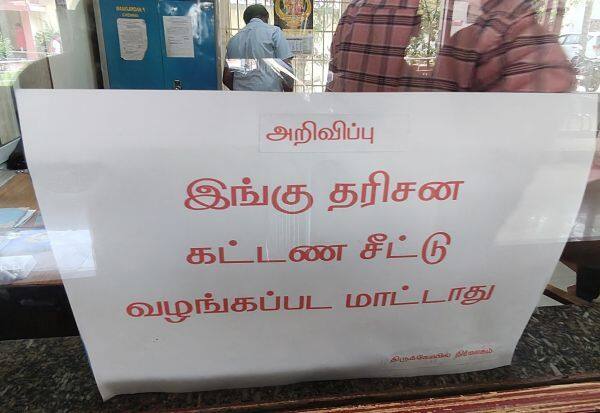 அறிவிப்பு
இங்கு தரிசன
கட்டண சீட்டு
வழங்கப்பட மாட்டாது
திருக்கோயில் நிர்வாகம்